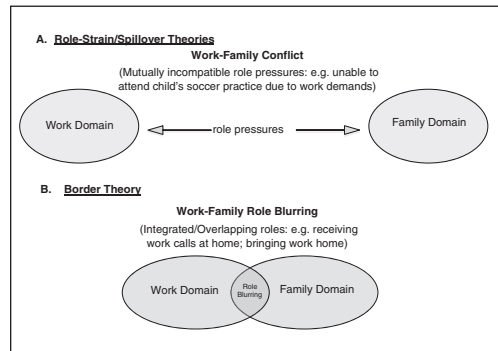 A. Role-Strain/Spillover Theories
Work-Family Conflict
(Mutually incompatible role pressures: e.g. unable to
attend child's soccer practice due to work demands)
Work Domain
role pressures
Family Domain
B. Border Theory
Work-Family Role Blurring
(Integrated/Overlapping roles: e.g. receiving
work calls at home; bringing work home)
Work Domain
Role
Blurring
Family Domain